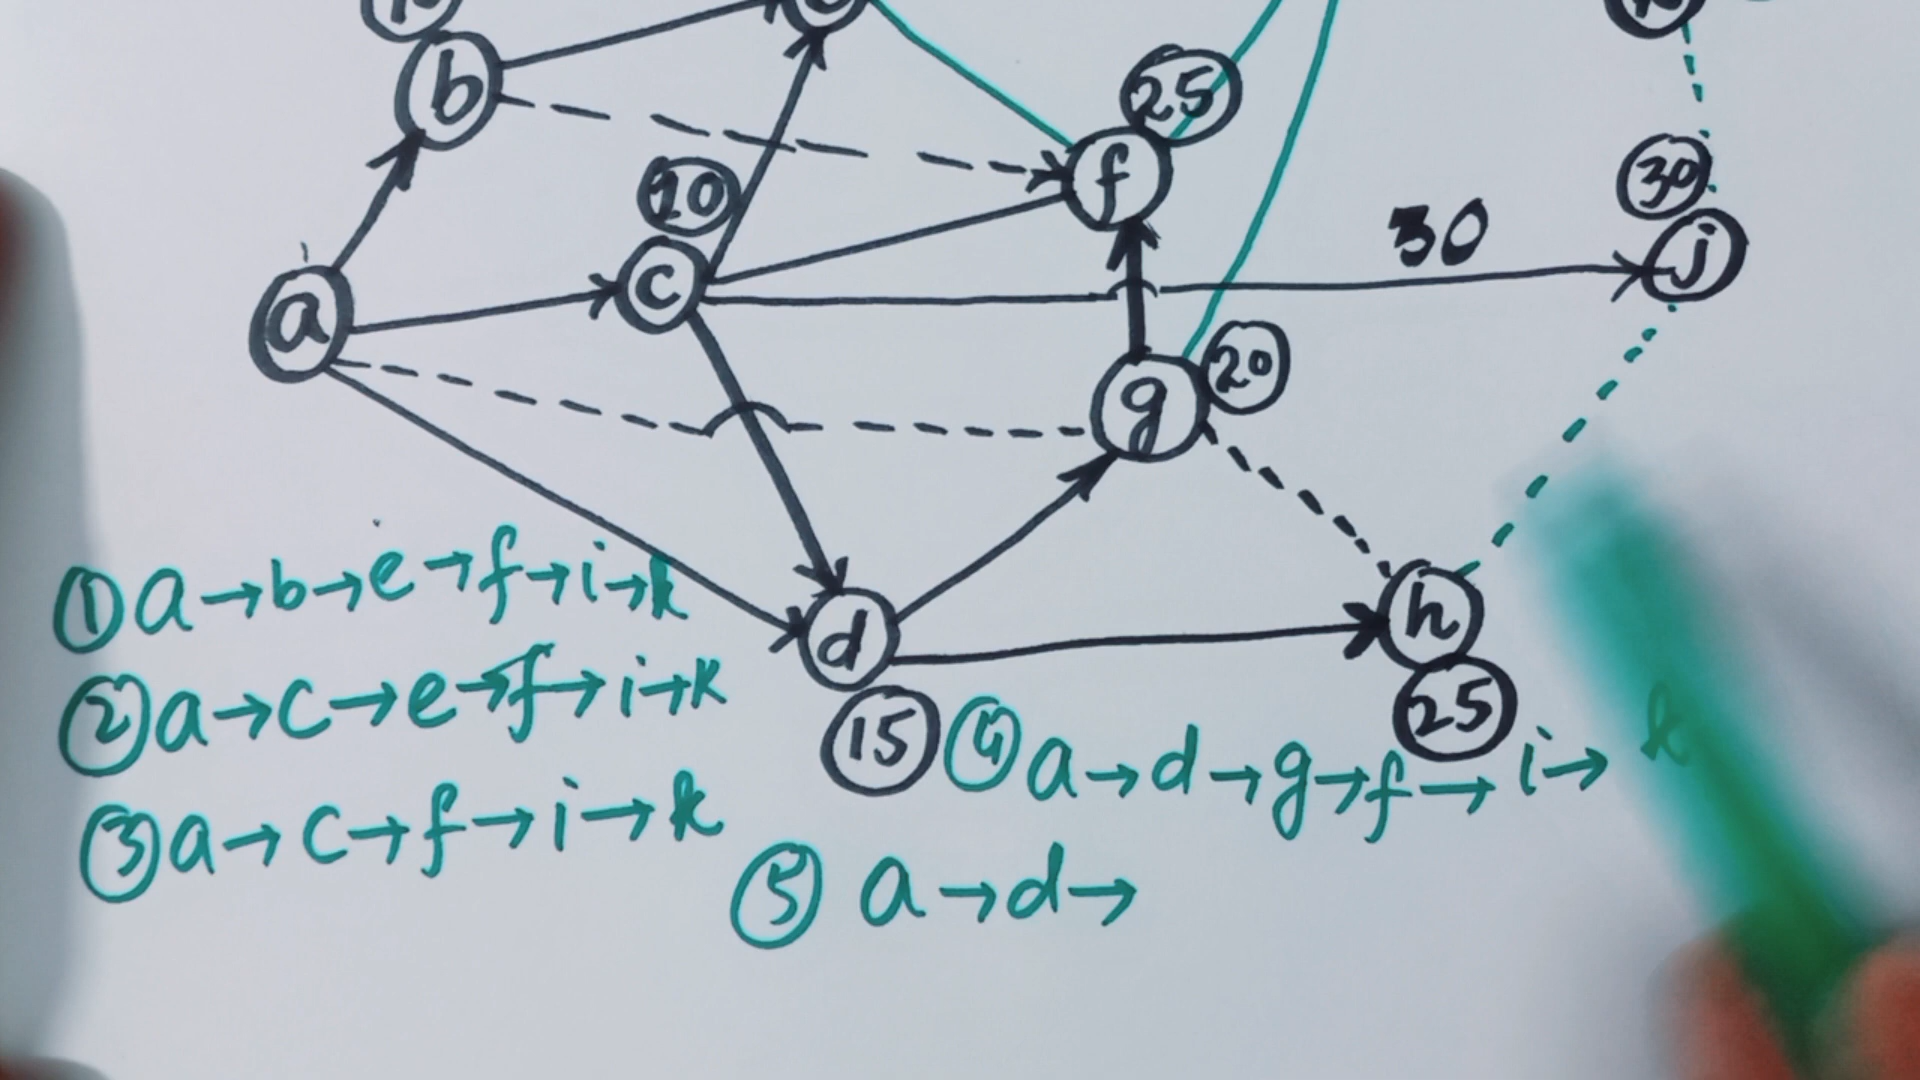 b
25
f
10
30
30
j
c
a
20
g
h
d
25
15
① a→b→e→f→i→k
② a→c→e→f→i→k
③ a→c→f→i→k
④ a→d→g→f→i→k
⑤ a→d→